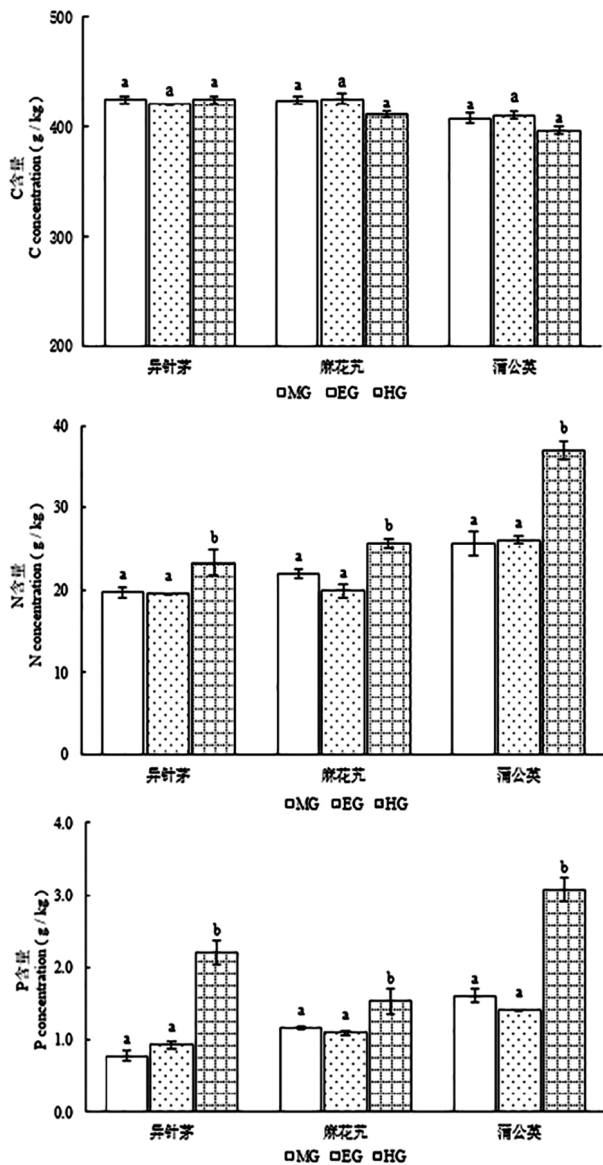 500
400
300
200
C含量
C concentration ( g / kg )
a a a a a a a a a
异针茅 麻花艽 蒲公英
MG EG HG
40
30
20
10
0
N含量
N concentration ( g / kg )
a a b a a b a a b
异针茅 麻花艽 蒲公英
MG EG HG
4.0
3.0
2.0
1.0
0.0
P含量
P concentration ( g / kg )
a a b a a b a a b
异针茅 麻花艽 蒲公英
MG EG HG